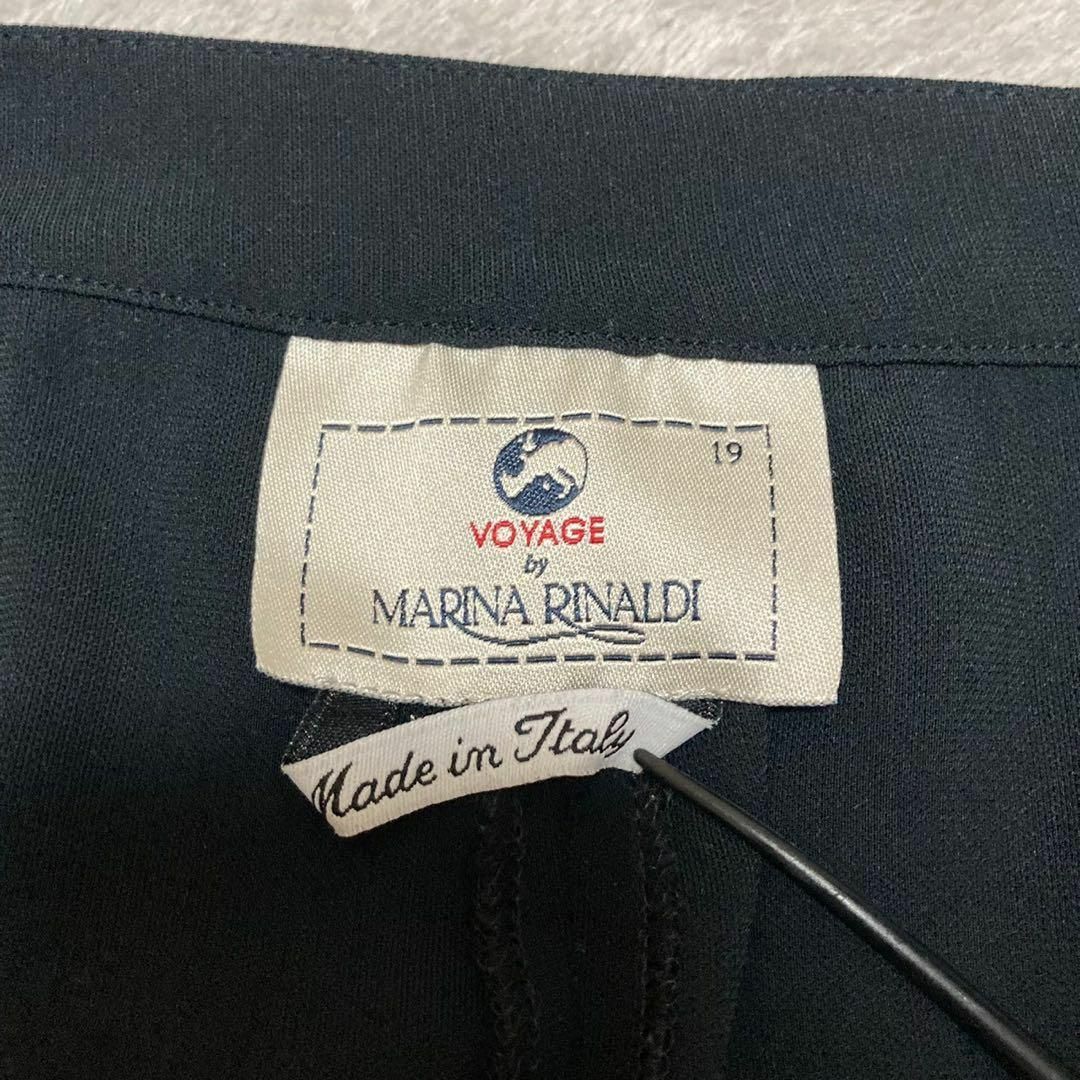 19
VOYAGE
by
MARINA RINALDI
Made in Italy